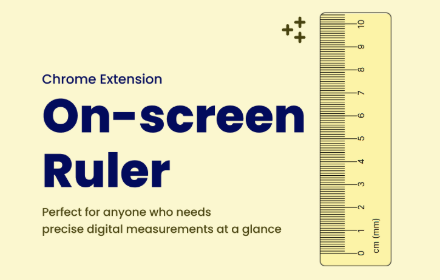 Chrome Extension
On-screen
Ruler
Perfect for anyone who needs
precise digital measurements at a glance
10
9
8
7
6
5
4
3
2
1
0
cm (mm)